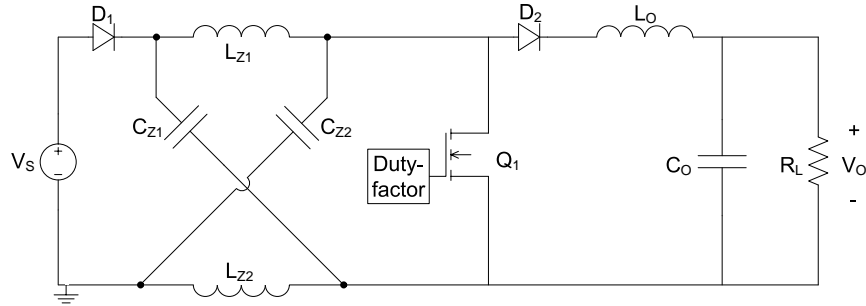 D1
LZ1
D2
LO
CZ1
CZ2
VS
+
-
Duty-
factor
Q1
CO
RL
+
VO
-
LZ2